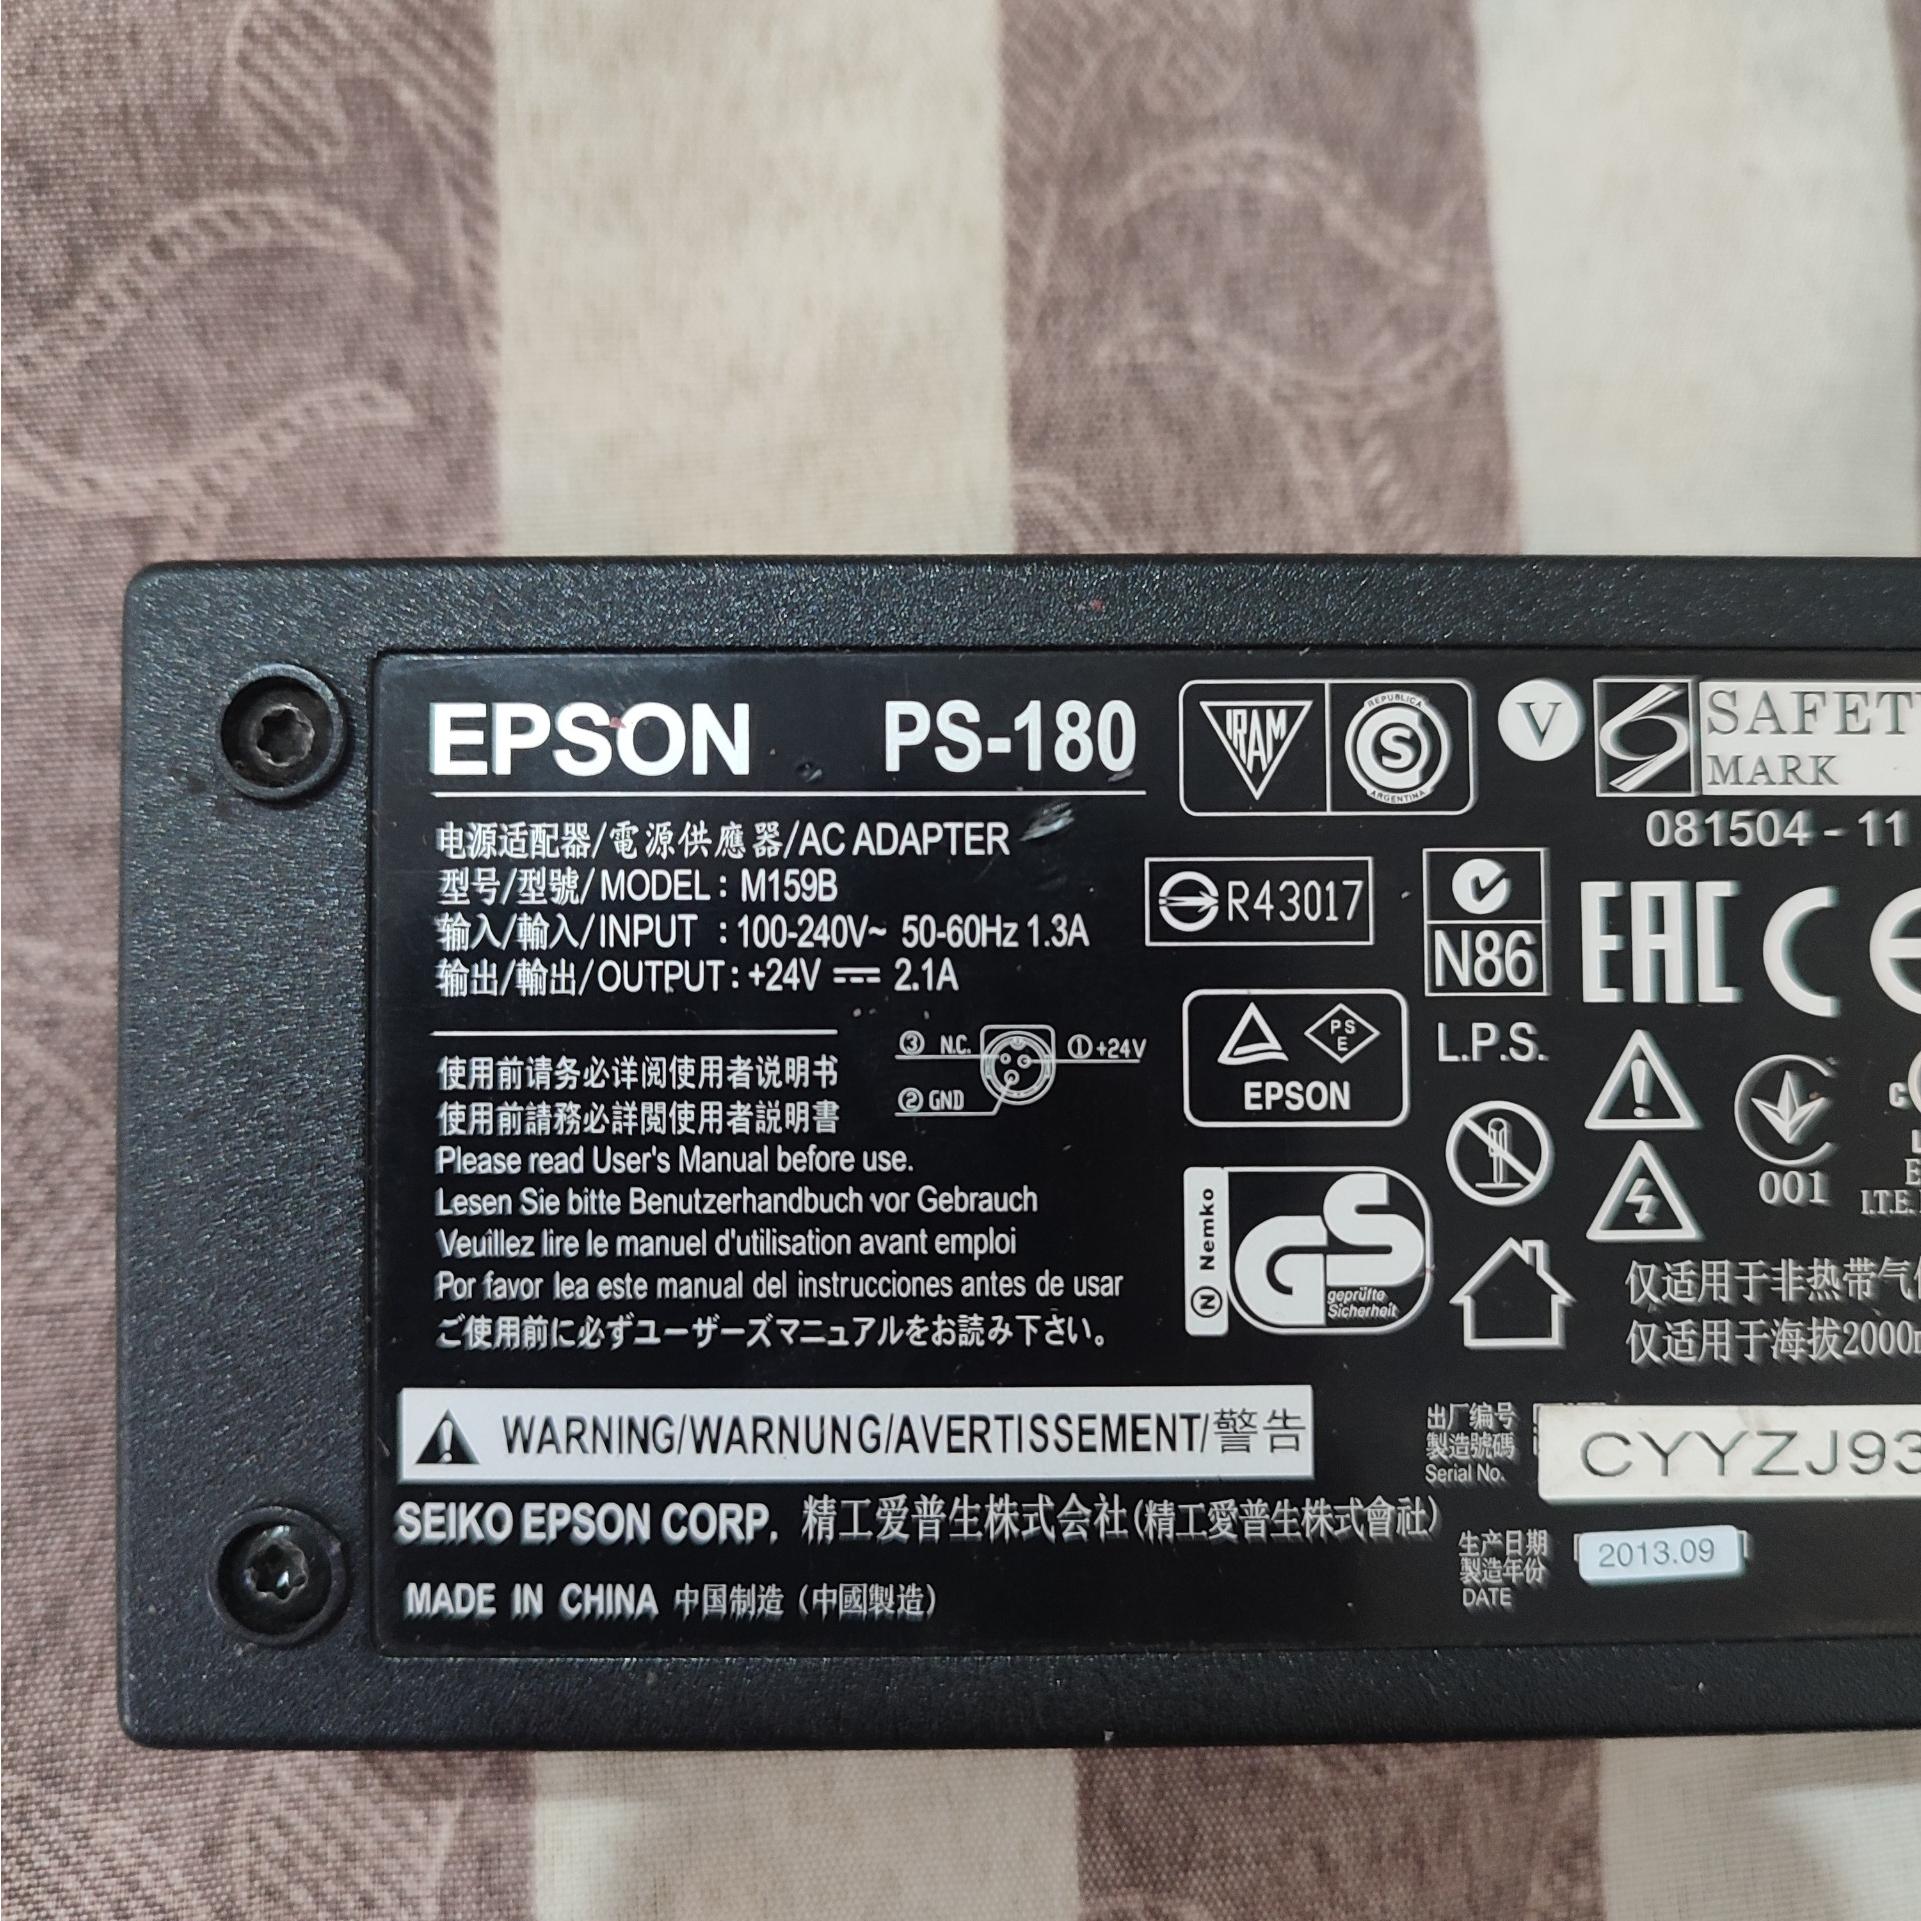 EPSON PS-180
电源适配器/電源供應器/AC ADAPTER
型号/型號/MODEL : M159B
输入/輸入/INPUT : 100-240V~ 50-60Hz 1.3A
输出/輸出/OUTPUT : +24V ⎓ 2.1A
③ N.C. ① +24V
② GND
使用前请务必详阅使用者说明书
使用前請務必詳閱使用者説明書
Please read User's Manual before use.
Lesen Sie bitte Benutzerhandbuch vor Gebrauch
Veuillez lire le manuel d'utilisation avant emploi
Por favor lea este manual del instrucciones antes de usar
ご使用前に必ずユーザーズマニュアルをお読み下さい。
WARNING/WARNUNG/AVERTISSEMENT/警告
SEIKO EPSON CORP. 精工爱普生株式会社(精工愛普生株式會社)
MADE IN CHINA 中国制造 (中國製造)
IRAM
REPUBLICA
S
ARGENTINA
V
SAFETY
MARK
081504 - 11
R43017
N86
EAC CE
L.P.S.
PS
E
EPSON
001
I.T.E.
N Nemko
GS
geprüfte
Sicherheit
仅适用于非热带气
仅适用于海拔2000m
出厂编号
製造號碼
Serial No.
CYYZJ93
生产日期
製造年份
DATE
2013.09